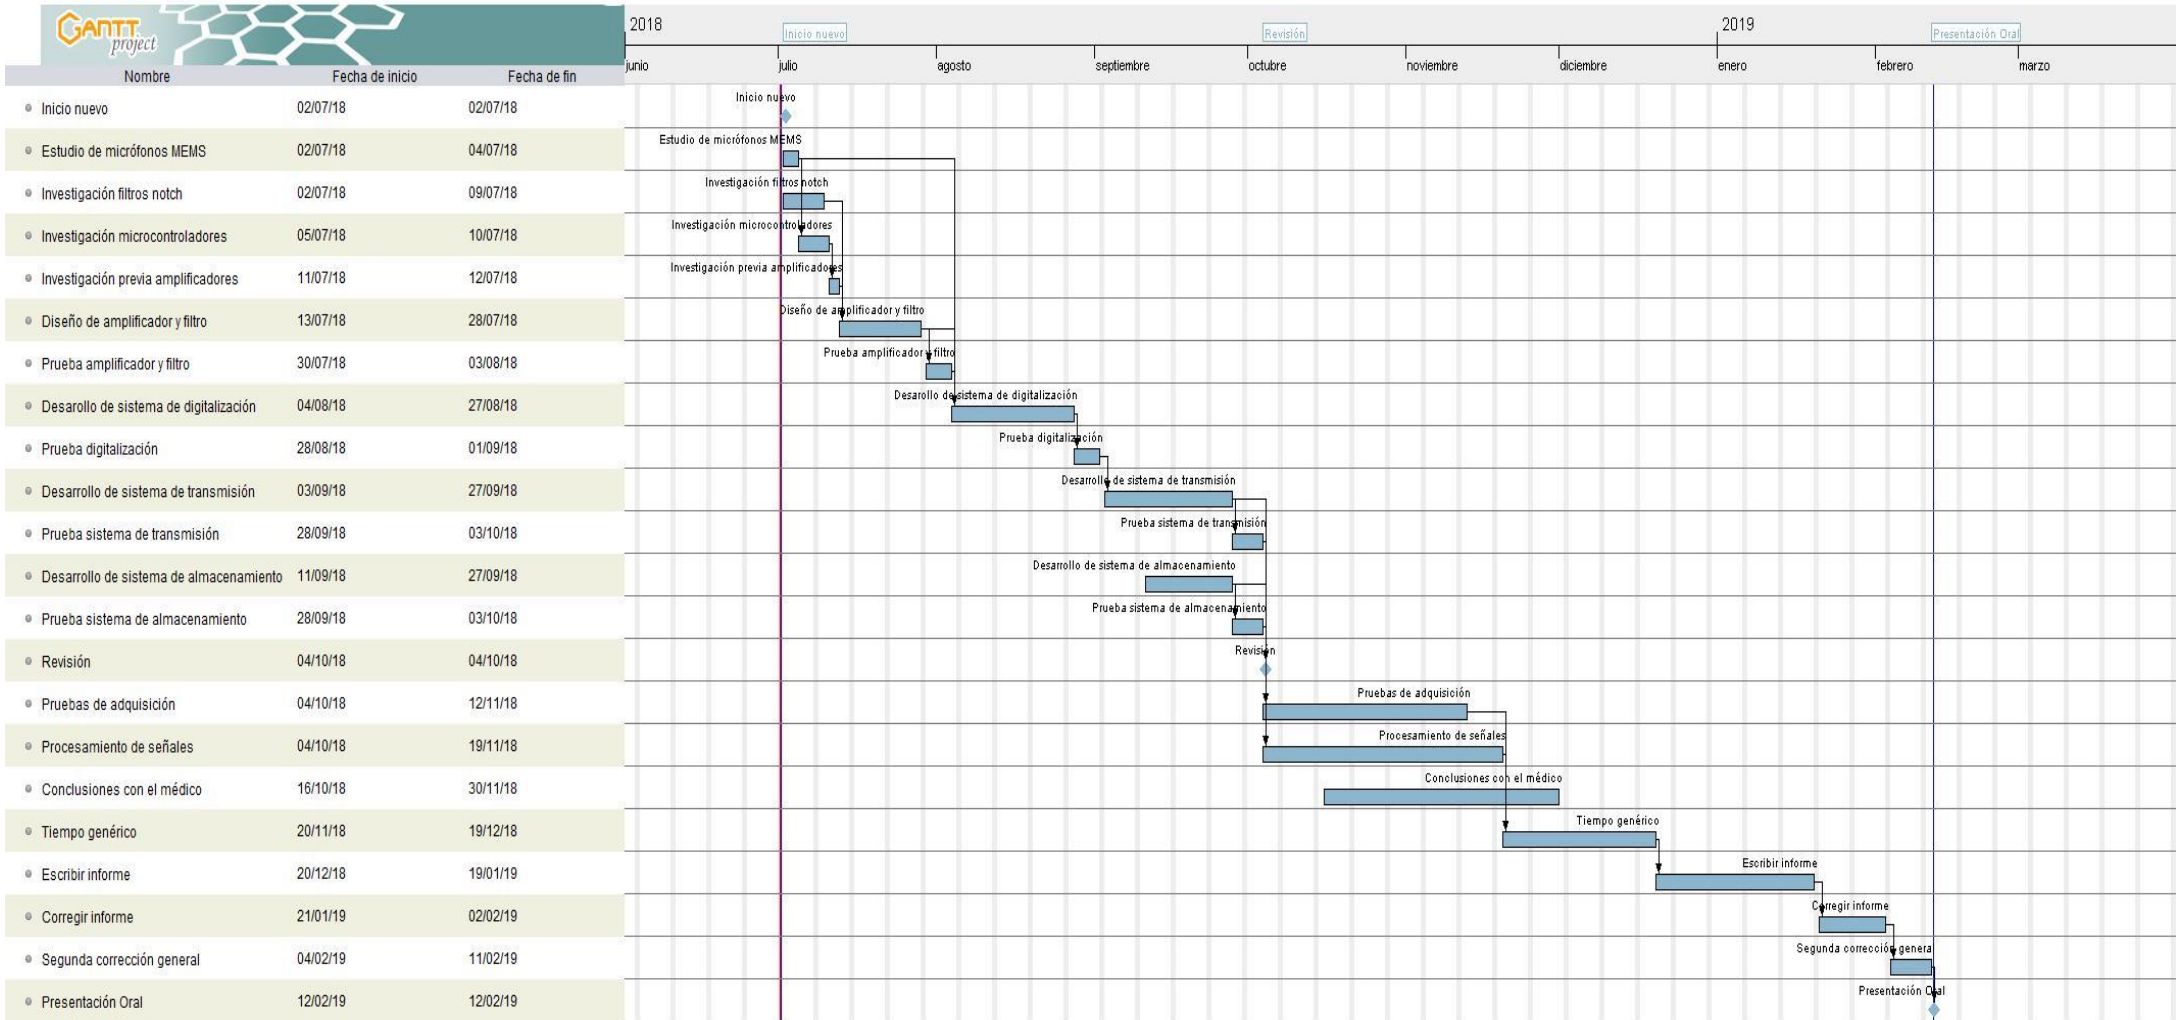 GANTT
project
2018
2019
Inicio nuevo
Revisión
Presentación Oral
Nombre Fecha de inicio Fecha de fin
junio julio agosto septiembre octubre noviembre diciembre enero febrero marzo
Inicio nuevo 02/07/18 02/07/18
Inicio nuevo
Estudio de micrófonos MEMS 02/07/18 04/07/18
Estudio de micrófonos MEMS
Investigación filtros notch 02/07/18 09/07/18
Investigación filtros notch
Investigación microcontroladores 05/07/18 10/07/18
Investigación microcontroladores
Investigación previa amplificadores 11/07/18 12/07/18
Investigación previa amplificadores
Diseño de amplificador y filtro 13/07/18 28/07/18
Diseño de amplificador y filtro
Prueba amplificador y filtro 30/07/18 03/08/18
Prueba amplificador y filtro
Desarollo de sistema de digitalización 04/08/18 27/08/18
Desarollo de sistema de digitalización
Prueba digitalización 28/08/18 01/09/18
Prueba digitalización
Desarrollo de sistema de transmisión 03/09/18 27/09/18
Desarrollo de sistema de transmisión
Prueba sistema de transmisión 28/09/18 03/10/18
Prueba sistema de transmisión
Desarrollo de sistema de almacenamiento 11/09/18 27/09/18
Desarrollo de sistema de almacenamiento
Prueba sistema de almacenamiento 28/09/18 03/10/18
Prueba sistema de almacenamiento
Revisión 04/10/18 04/10/18
Revisión
Pruebas de adquisición 04/10/18 12/11/18
Pruebas de adquisición
Procesamiento de señales 04/10/18 19/11/18
Procesamiento de señales
Conclusiones con el médico 16/10/18 30/11/18
Conclusiones con el médico
Tiempo genérico 20/11/18 19/12/18
Tiempo genérico
Escribir informe 20/12/18 19/01/19
Escribir informe
Corregir informe 21/01/19 02/02/19
Corregir informe
Segunda corrección general 04/02/19 11/02/19
Segunda corrección general
Presentación Oral 12/02/19 12/02/19
Presentación Oral